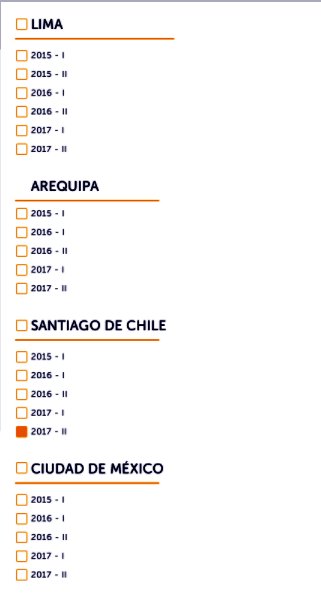 LIMA
2015 - I
2015 - II
2016 - I
2016 - II
2017 - I
2017 - II
AREQUIPA
2015 - I
2016 - I
2016 - II
2017 - I
2017 - II
SANTIAGO DE CHILE
2015 - I
2016 - I
2016 - II
2017 - I
2017 - II
CIUDAD DE MÉXICO
2015 - I
2016 - I
2016 - II
2017 - I
2017 - II